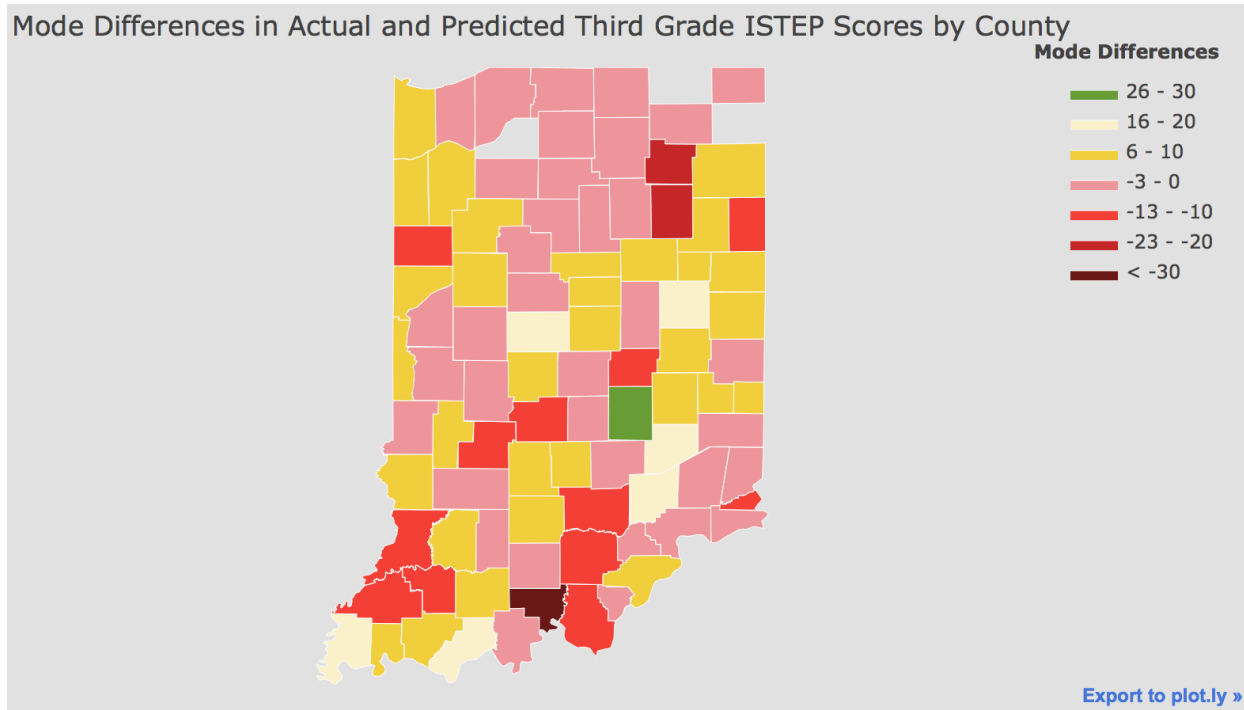 Mode Differences in Actual and Predicted Third Grade ISTEP Scores by County
Mode Differences
26 - 30
16 - 20
6 - 10
-3 - 0
-13 - -10
-23 - -20
< -30
Export to plot.ly »